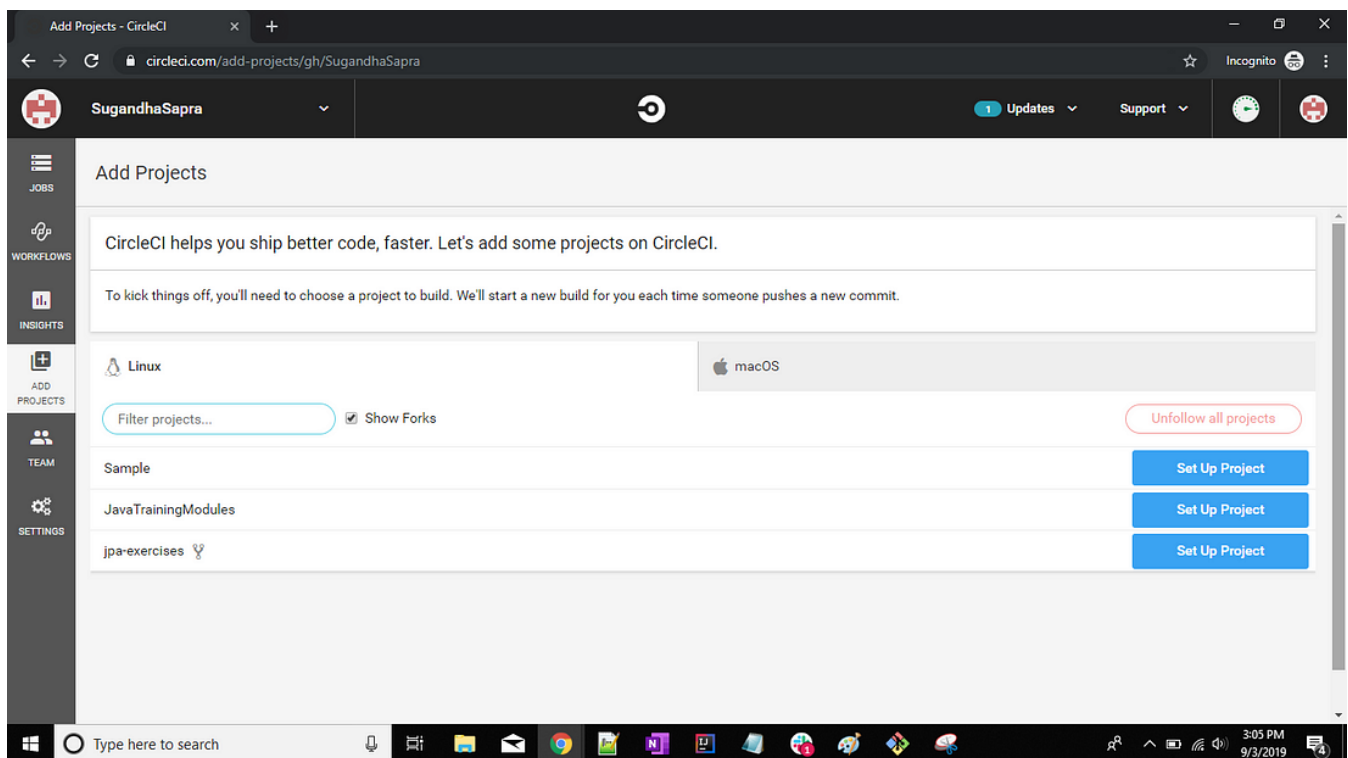 Add Projects - CircleCI
circleci.com/add-projects/gh/SugandhaSapra
Incognito
SugandhaSapra
1 Updates
Support
JOBS
WORKFLOWS
INSIGHTS
ADD
PROJECTS
TEAM
SETTINGS
Add Projects
CircleCI helps you ship better code, faster. Let's add some projects on CircleCI.
To kick things off, you'll need to choose a project to build. We'll start a new build for you each time someone pushes a new commit.
Linux
macOS
Filter projects...
Show Forks
Unfollow all projects
Sample
Set Up Project
JavaTrainingModules
Set Up Project
jpa-exercises
Set Up Project
Type here to search
3:05 PM
9/3/2019
4